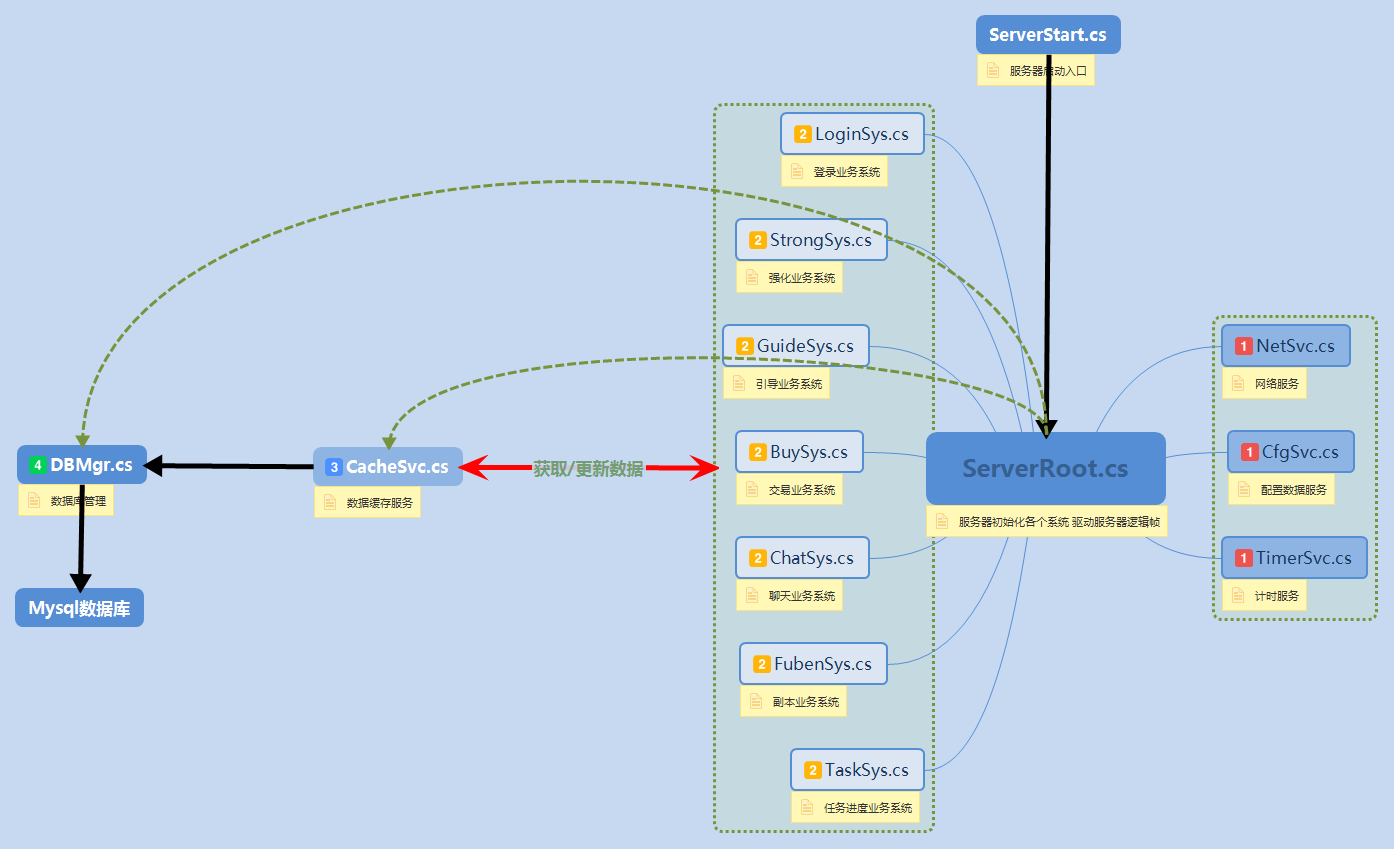 ServerStart.cs
服务器启动入口
2 LoginSys.cs
登录业务系统
2 StrongSys.cs
强化业务系统
2 GuideSys.cs
引导业务系统
2 BuySys.cs
交易业务系统
2 ChatSys.cs
聊天业务系统
2 FubenSys.cs
副本业务系统
2 TaskSys.cs
任务进度业务系统
ServerRoot.cs
服务器初始化各个系统 驱动服务器逻辑帧
1 NetSvc.cs
网络服务
1 CfgSvc.cs
配置数据服务
1 TimerSvc.cs
计时服务
4 DBMgr.cs
数据库管理
3 CacheSvc.cs
数据缓存服务
获取/更新数据
Mysql数据库